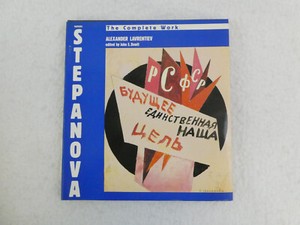 STEPANOVA
The Complete Work
ALEXANDER LAVRENTIEV
edited by John E. Bowlt
РСФСР
БУДУЩЕЕ
ЕДИНСТВЕННАЯ
НАША
ЦЕЛЬ